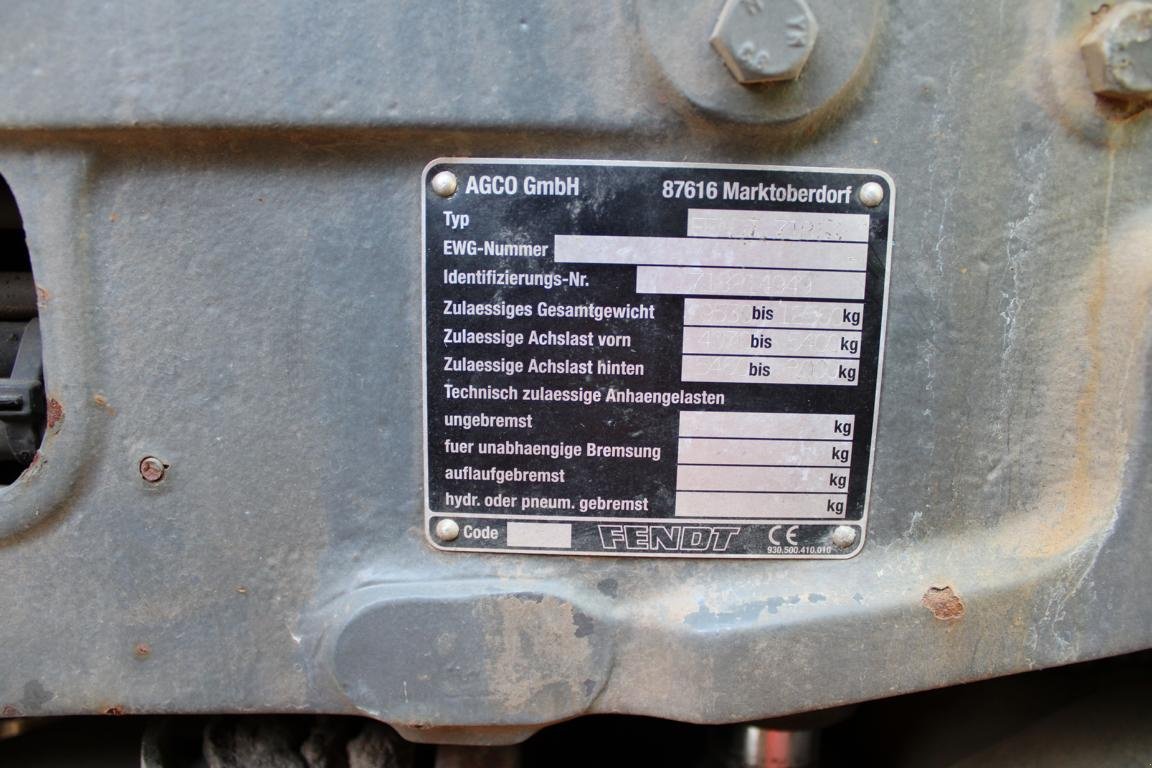 AGCO GmbH 87616 Marktoberdorf
Typ
EWG-Nummer
Identifizierungs-Nr.
Zulaessiges Gesamtgewicht bis kg
Zulaessige Achslast vorn bis kg
Zulaessige Achslast hinten bis kg
Technisch zulaessige Anhaengelasten
ungebremst kg
fuer unabhaengige Bremsung kg
auflaufgebremst kg
hydr. oder pneum. gebremst kg
Code FENDT CE
930.500.410.010